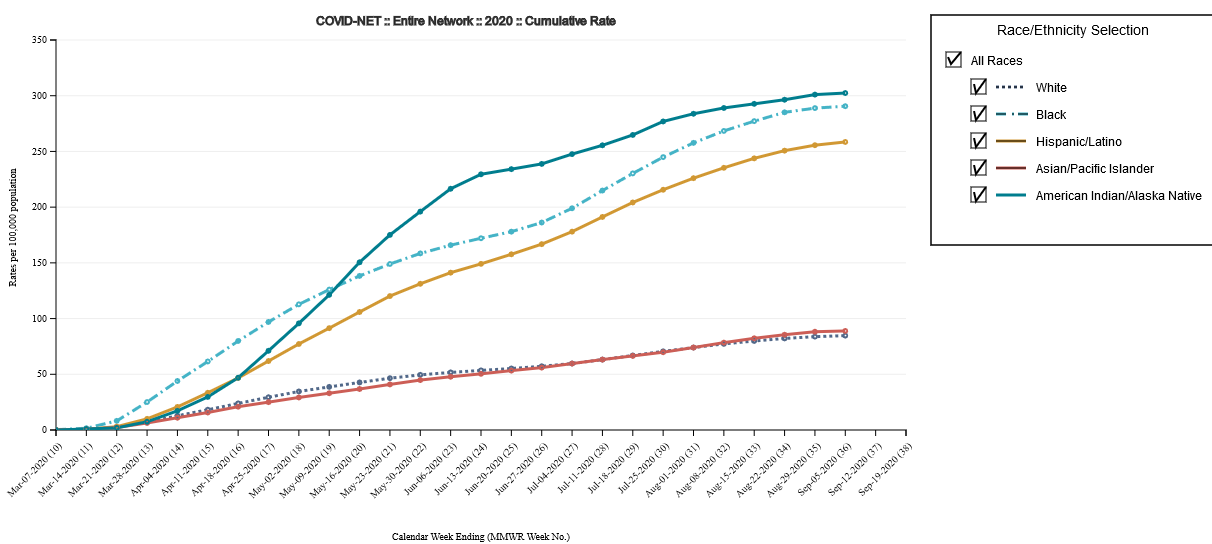 COVID-NET :: Entire Network :: 2020 :: Cumulative Rate
Race/Ethnicity Selection
All Races
White
Black
Hispanic/Latino
Asian/Pacific Islander
American Indian/Alaska Native
Rates per 100,000 population
350
300
250
200
150
100
50
0
Mar-07-2020 (10)
Mar-14-2020 (11)
Mar-21-2020 (12)
Mar-28-2020 (13)
Apr-04-2020 (14)
Apr-11-2020 (15)
Apr-18-2020 (16)
Apr-25-2020 (17)
May-02-2020 (18)
May-09-2020 (19)
May-16-2020 (20)
May-23-2020 (21)
May-30-2020 (22)
Jun-06-2020 (23)
Jun-13-2020 (24)
Jun-20-2020 (25)
Jun-27-2020 (26)
Jul-04-2020 (27)
Jul-11-2020 (28)
Jul-18-2020 (29)
Jul-25-2020 (30)
Aug-01-2020 (31)
Aug-08-2020 (32)
Aug-15-2020 (33)
Aug-22-2020 (34)
Aug-29-2020 (35)
Sep-05-2020 (36)
Sep-12-2020 (37)
Sep-19-2020 (38)
Calendar Week Ending (MMWR Week No.)